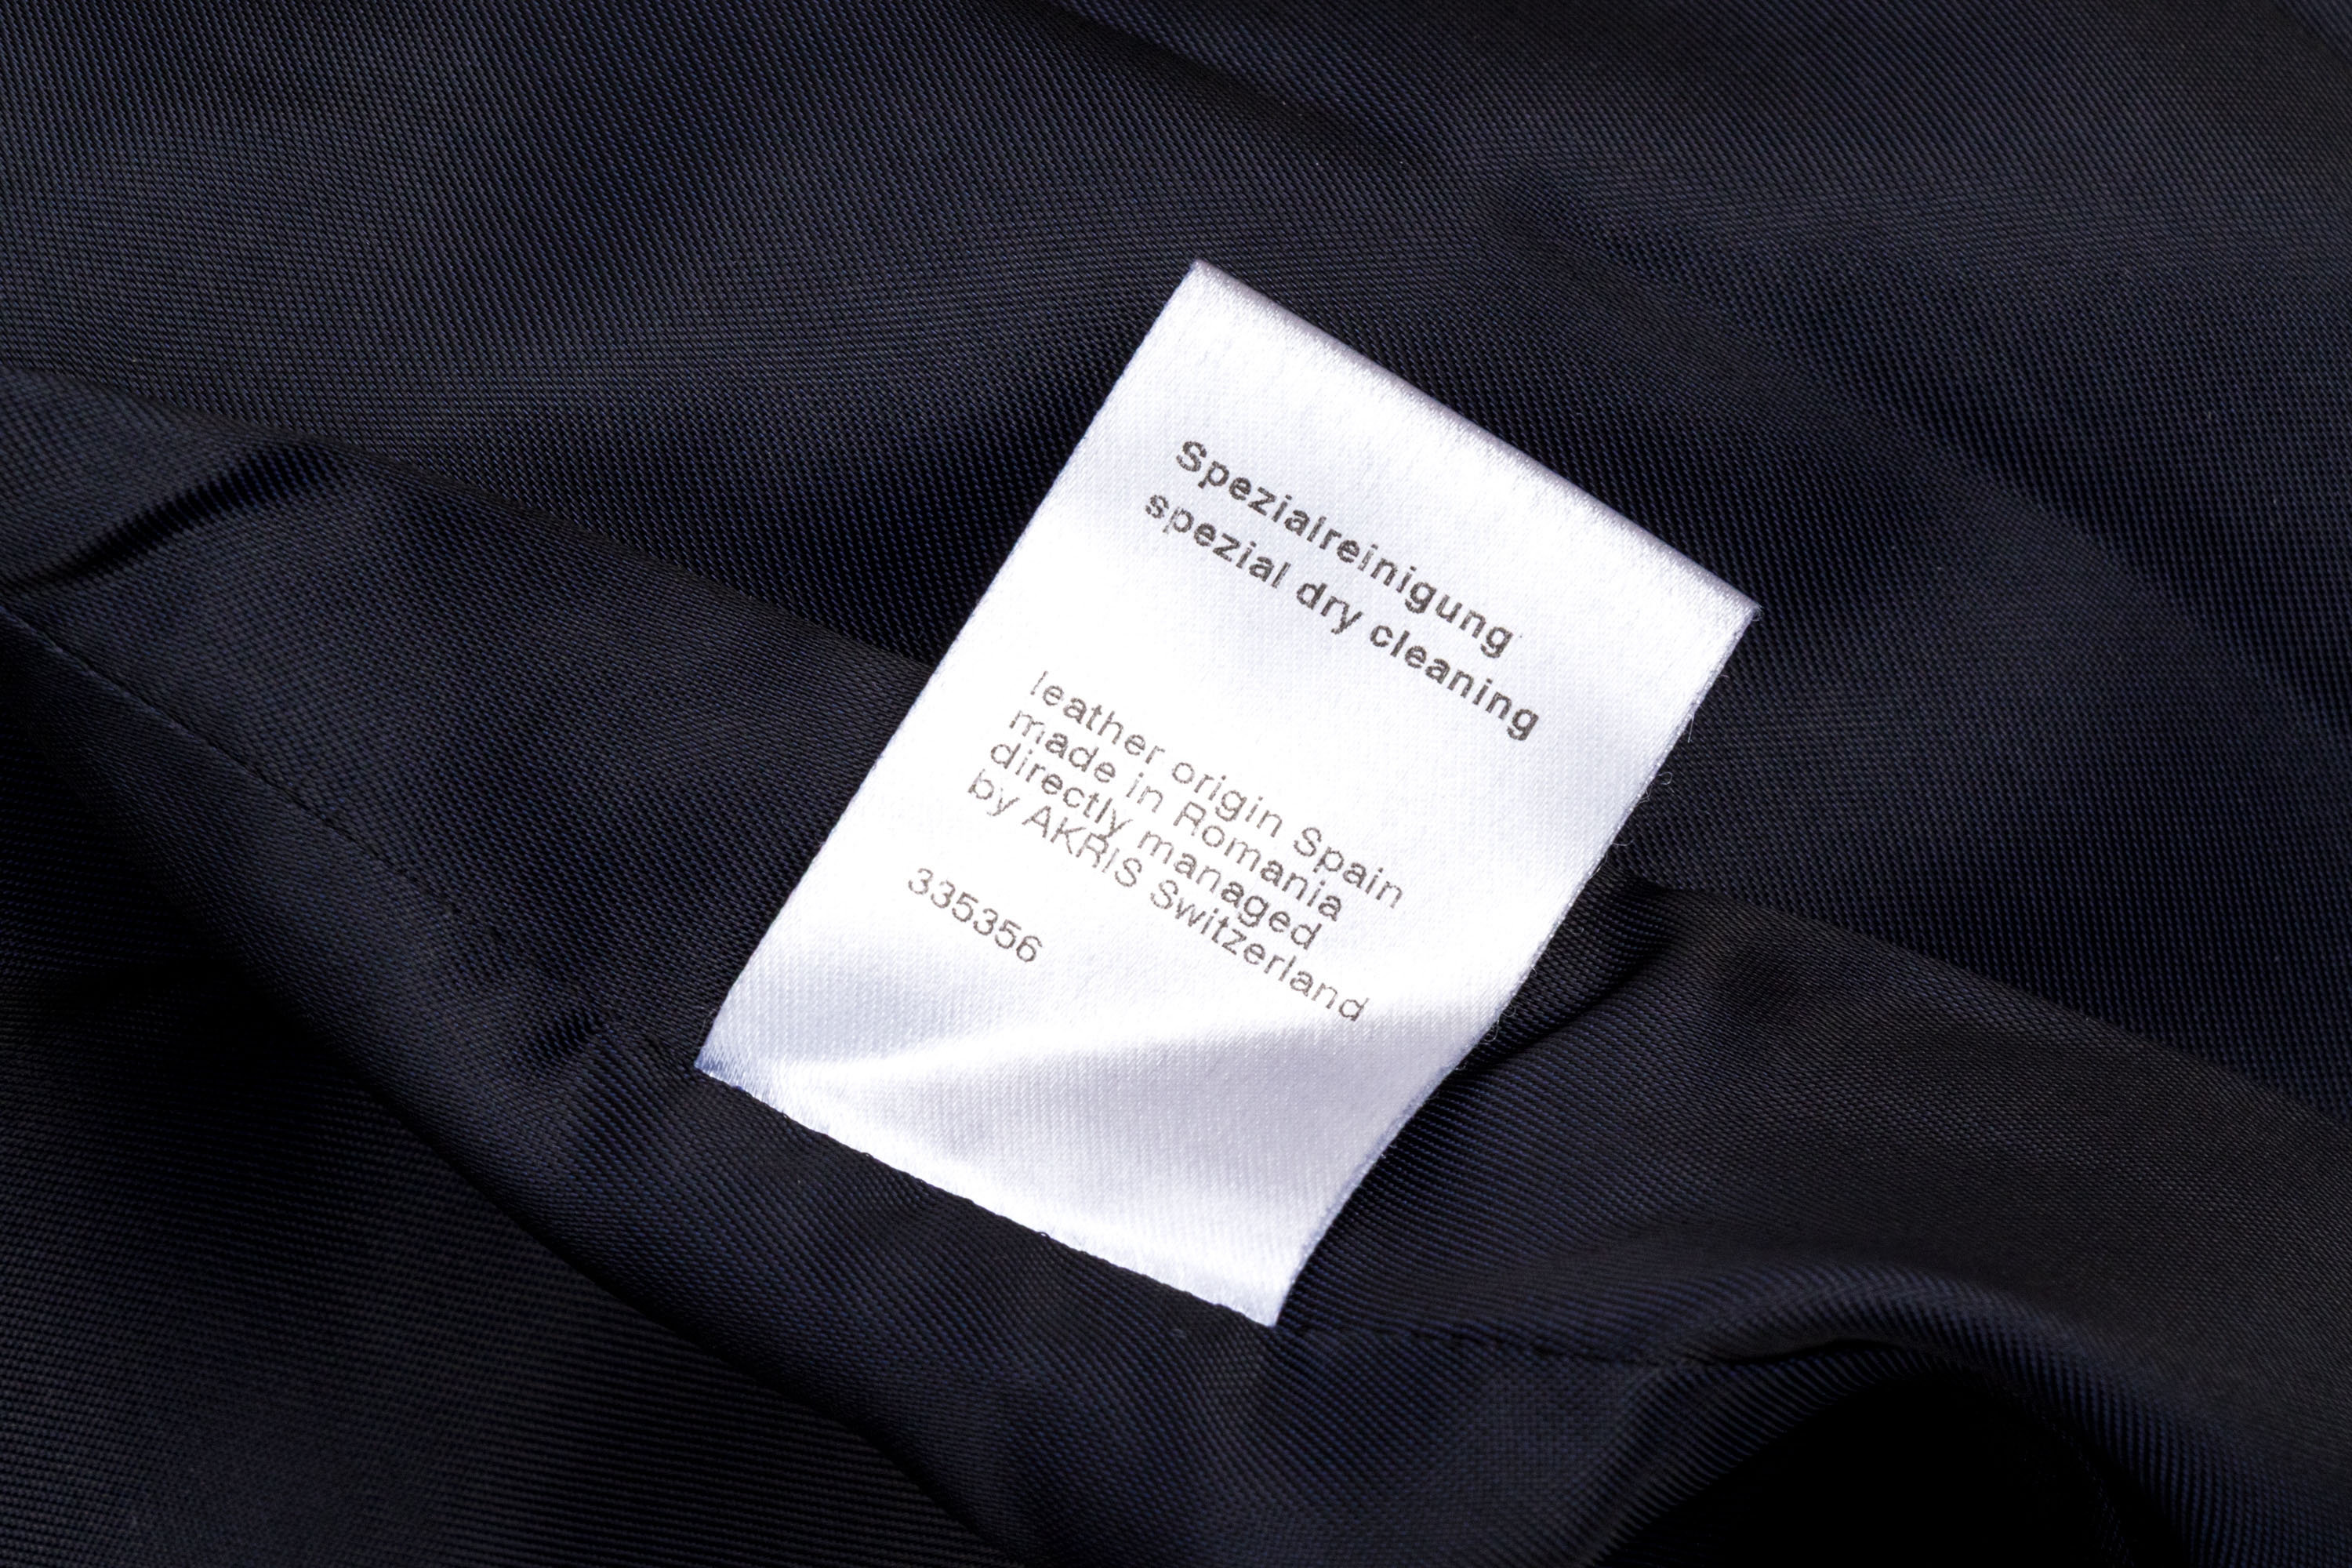 Spezialreinigung
spezial dry cleaning
leather origin Spain
made in Romania
directly managed
by AKRIS Switzerland
335356